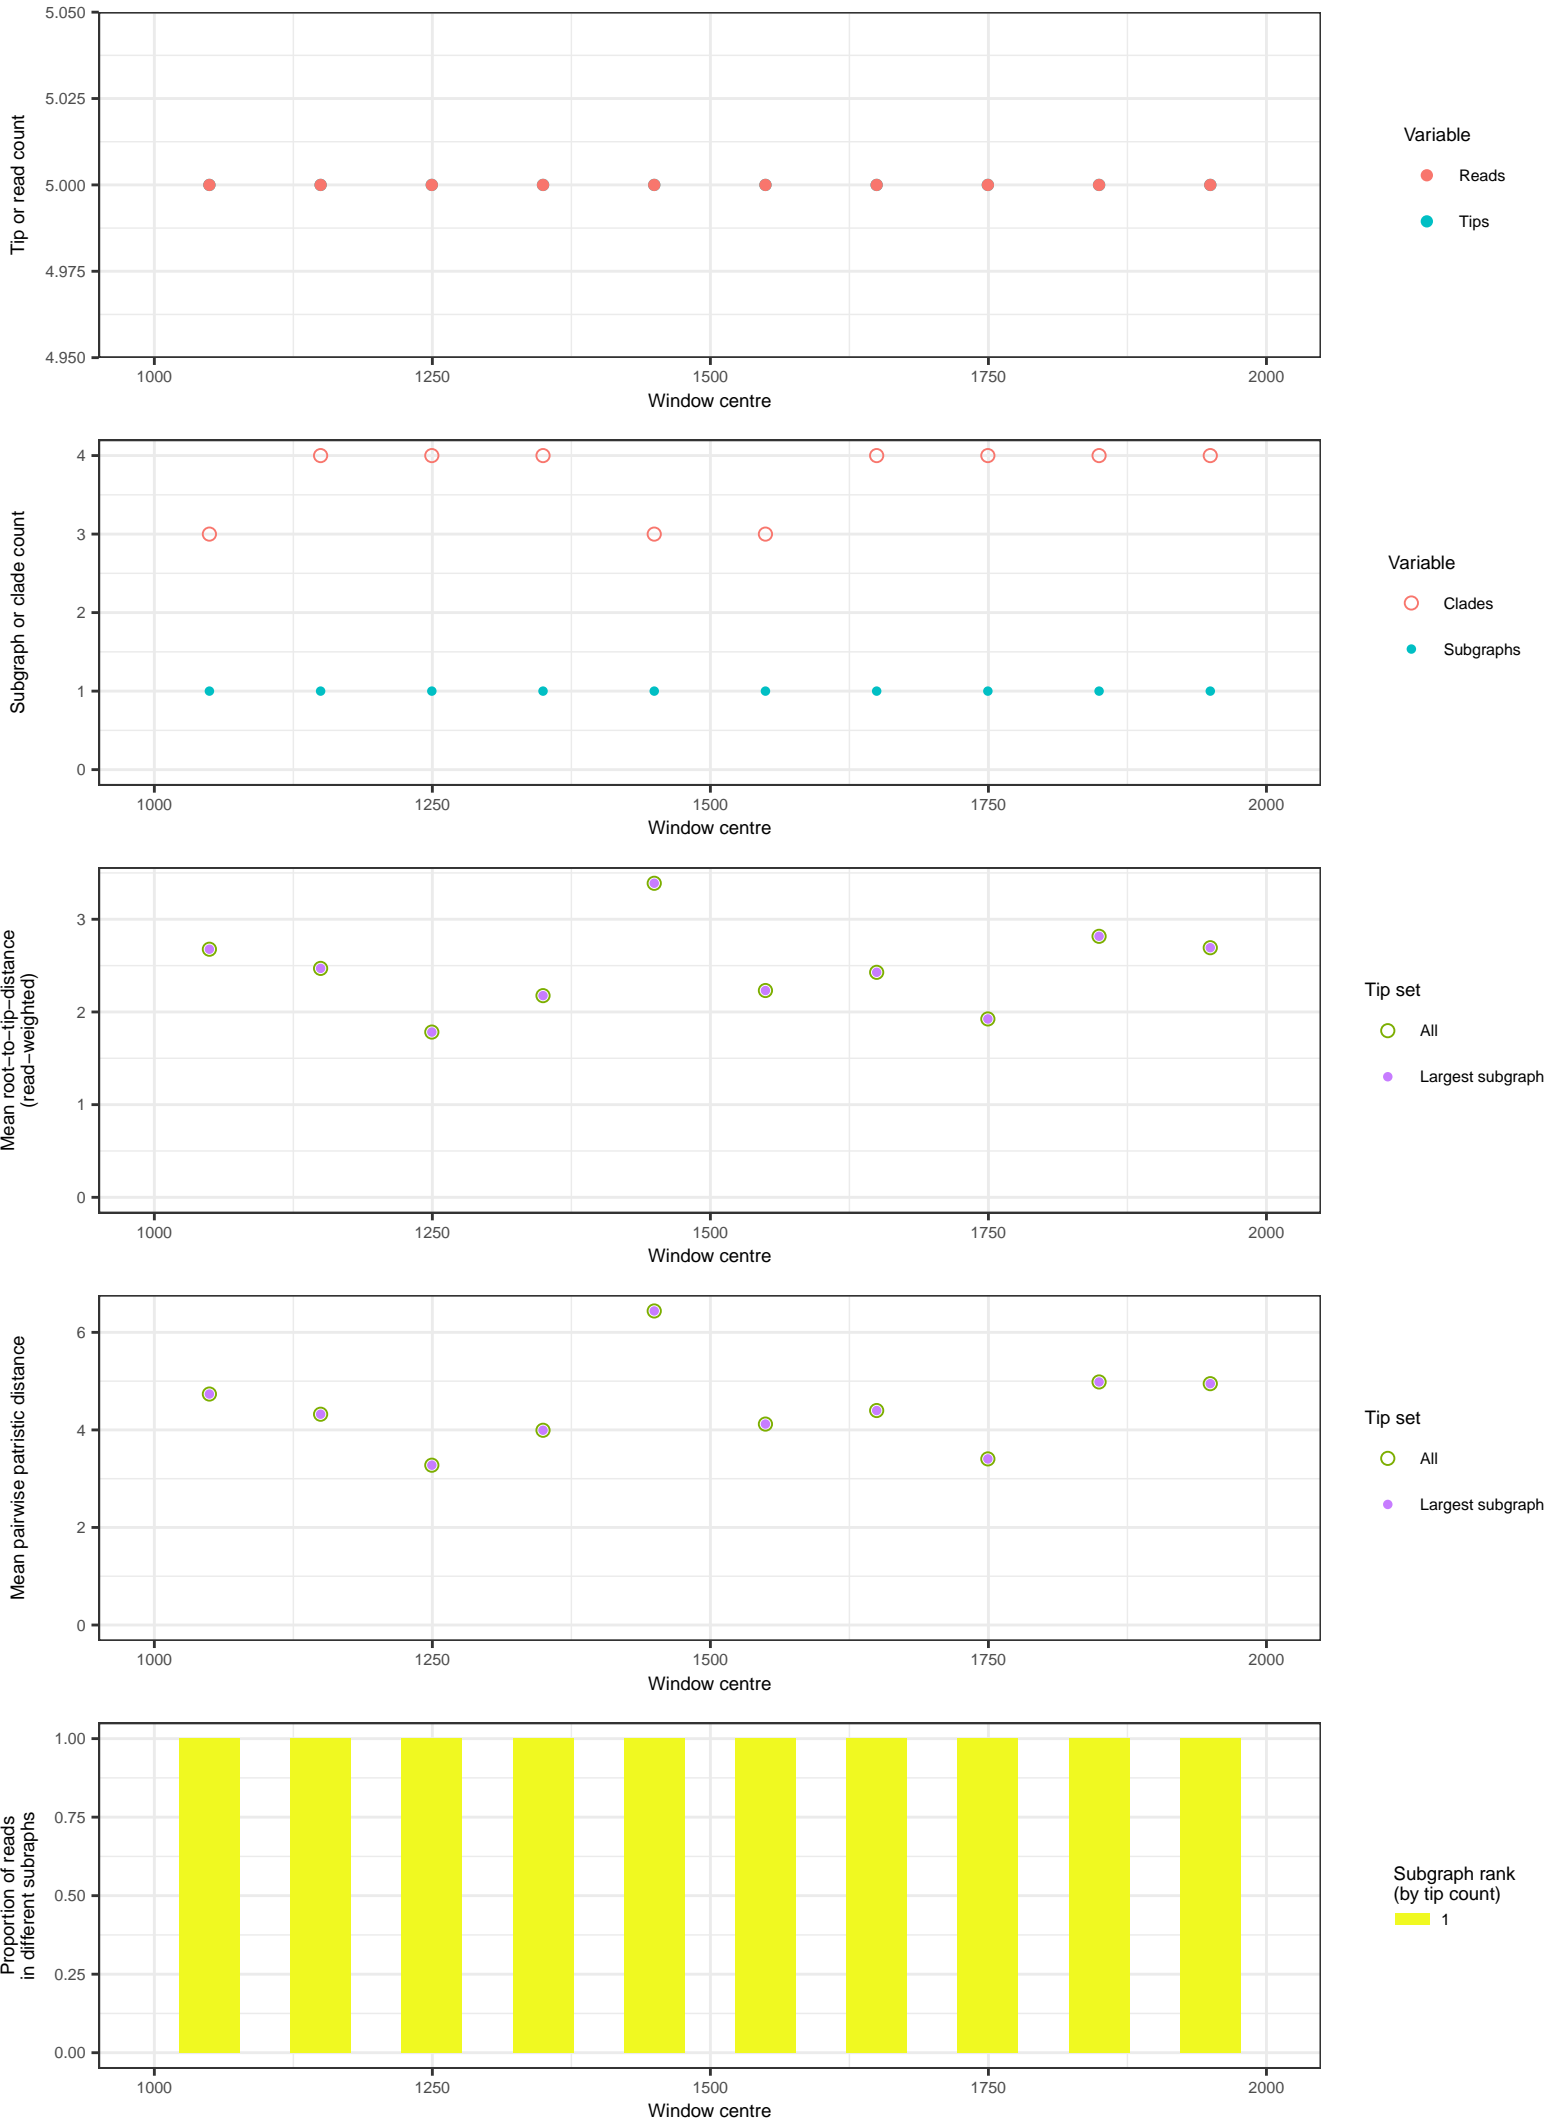 5.050
5.025
5.000
4.975
4.950
Tip or read count
1000 1250 1500 1750 2000
Window centre
Variable
Reads
Tips
4
3
2
1
0
Subgraph or clade count
1000 1250 1500 1750 2000
Window centre
Variable
Clades
Subgraphs
3
2
1
0
Mean root−to−tip−distance
(read−weighted)
1000 1250 1500 1750 2000
Window centre
Tip set
All
Largest subgraph
6
4
2
0
Mean pairwise patristic distance
1000 1250 1500 1750 2000
Window centre
Tip set
All
Largest subgraph
1.00
0.75
0.50
0.25
0.00
Proportion of reads
in different subraphs
1000 1250 1500 1750 2000
Window centre
Subgraph rank
(by tip count)
1